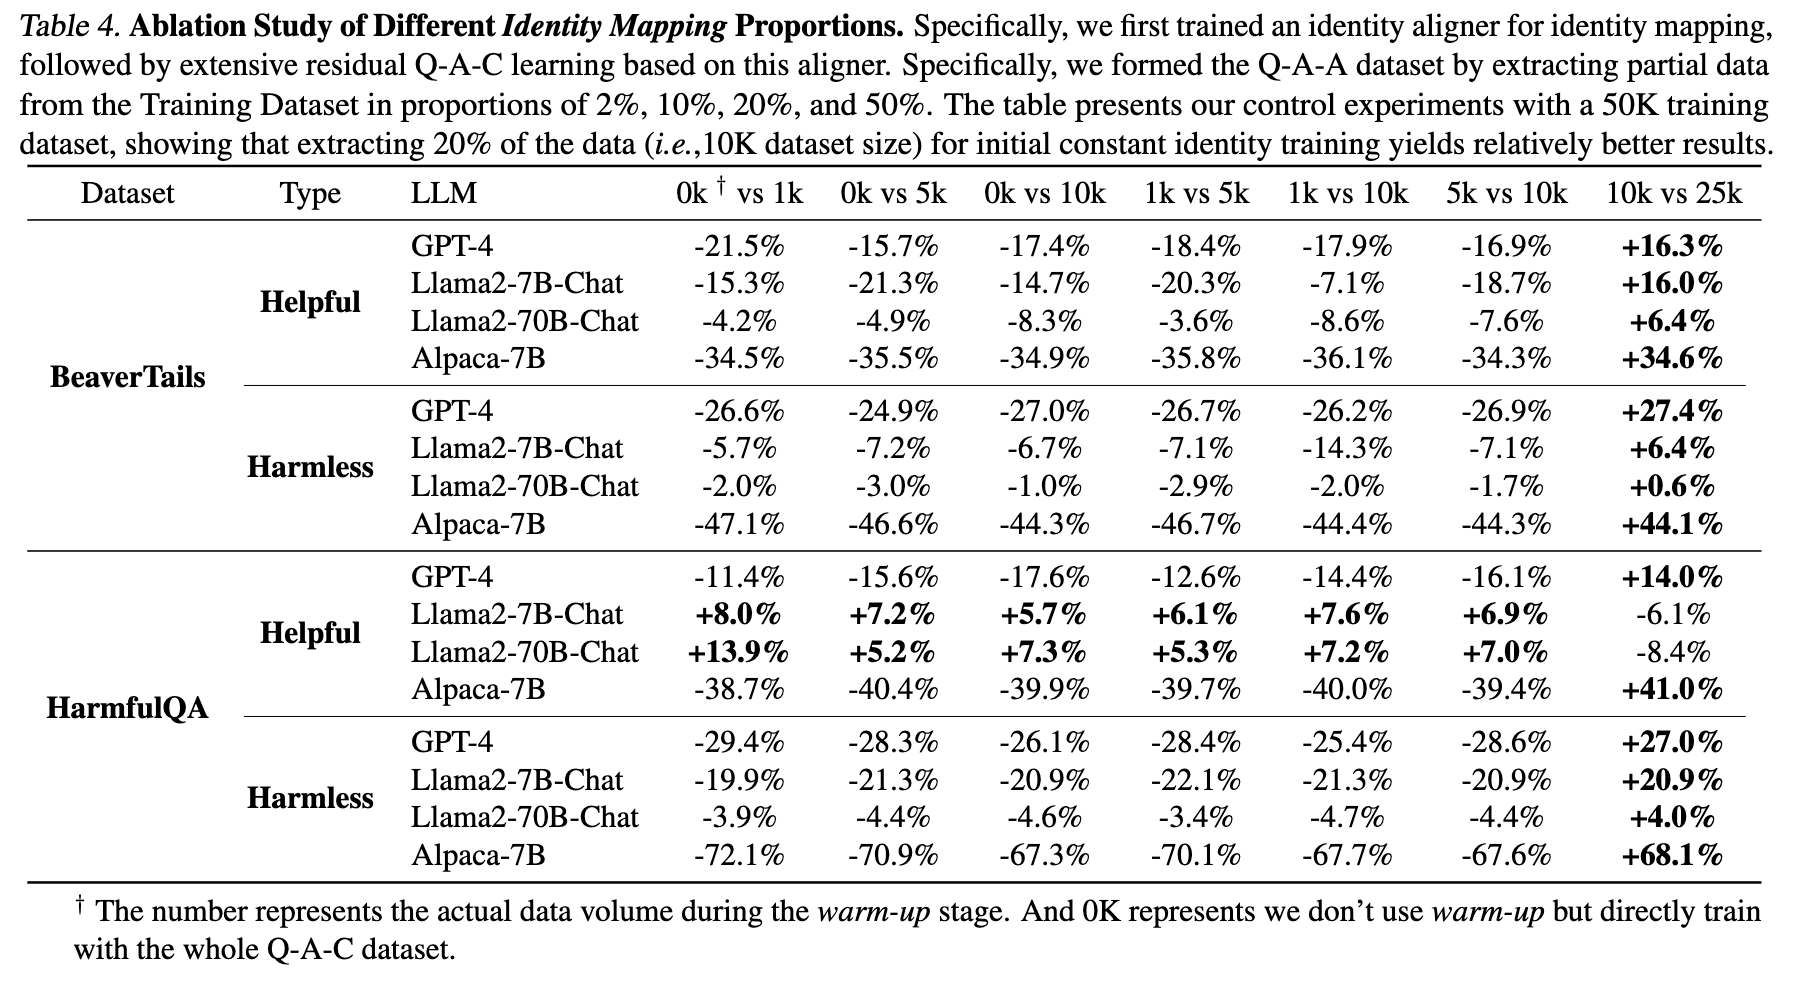 Table 4. Ablation Study of Different Identity Mapping Proportions. Specifically, we first trained an identity aligner for identity mapping,
followed by extensive residual Q-A-C learning based on this aligner. Specifically, we formed the Q-A-A dataset by extracting partial data
from the Training Dataset in proportions of 2%, 10%, 20%, and 50%. The table presents our control experiments with a 50K training
dataset, showing that extracting 20% of the data (i.e.,10K dataset size) for initial constant identity training yields relatively better results.
Dataset Type LLM 0k † vs 1k 0k vs 5k 0k vs 10k 1k vs 5k 1k vs 10k 5k vs 10k 10k vs 25k
BeaverTails
Helpful
GPT-4 -21.5% -15.7% -17.4% -18.4% -17.9% -16.9% +16.3%
Llama2-7B-Chat -15.3% -21.3% -14.7% -20.3% -7.1% -18.7% +16.0%
Llama2-70B-Chat -4.2% -4.9% -8.3% -3.6% -8.6% -7.6% +6.4%
Alpaca-7B -34.5% -35.5% -34.9% -35.8% -36.1% -34.3% +34.6%
Harmless
GPT-4 -26.6% -24.9% -27.0% -26.7% -26.2% -26.9% +27.4%
Llama2-7B-Chat -5.7% -7.2% -6.7% -7.1% -14.3% -7.1% +6.4%
Llama2-70B-Chat -2.0% -3.0% -1.0% -2.9% -2.0% -1.7% +0.6%
Alpaca-7B -47.1% -46.6% -44.3% -46.7% -44.4% -44.3% +44.1%
HarmfulQA
Helpful
GPT-4 -11.4% -15.6% -17.6% -12.6% -14.4% -16.1% +14.0%
Llama2-7B-Chat +8.0% +7.2% +5.7% +6.1% +7.6% +6.9% -6.1%
Llama2-70B-Chat +13.9% +5.2% +7.3% +5.3% +7.2% +7.0% -8.4%
Alpaca-7B -38.7% -40.4% -39.9% -39.7% -40.0% -39.4% +41.0%
Harmless
GPT-4 -29.4% -28.3% -26.1% -28.4% -25.4% -28.6% +27.0%
Llama2-7B-Chat -19.9% -21.3% -20.9% -22.1% -21.3% -20.9% +20.9%
Llama2-70B-Chat -3.9% -4.4% -4.6% -3.4% -4.7% -4.4% +4.0%
Alpaca-7B -72.1% -70.9% -67.3% -70.1% -67.7% -67.6% +68.1%
† The number represents the actual data volume during the warm-up stage. And 0K represents we don't use warm-up but directly train
with the whole Q-A-C dataset.